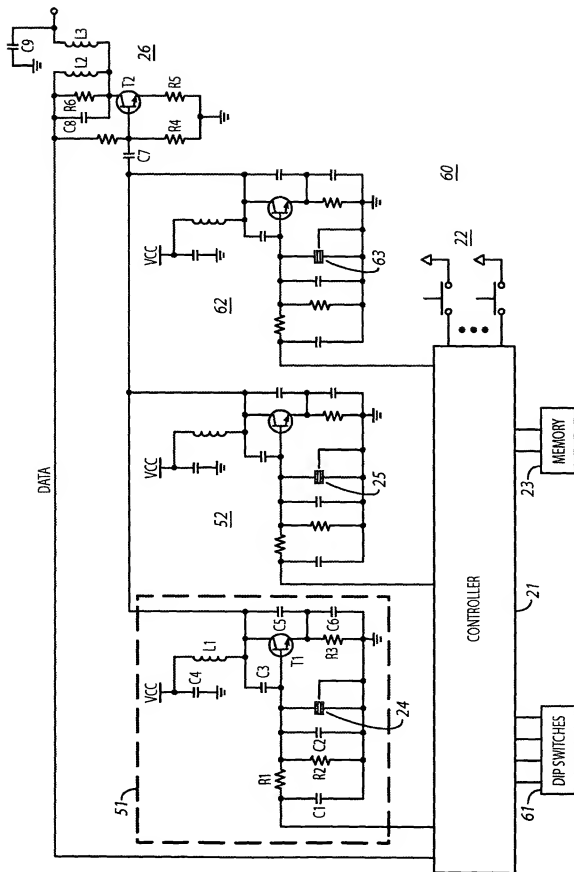 DATA
C9
L3
L2
R6
C8
26
T2
R5
R4
C7
60
VCC
62
63
22
VCC
52
25
51
VCC
L1
C4
C3
C5
T1
C6
R3
R1
C2
R2
C1
24
CONTROLLER
21
DIP SWITCHES
61
MEMORY
23